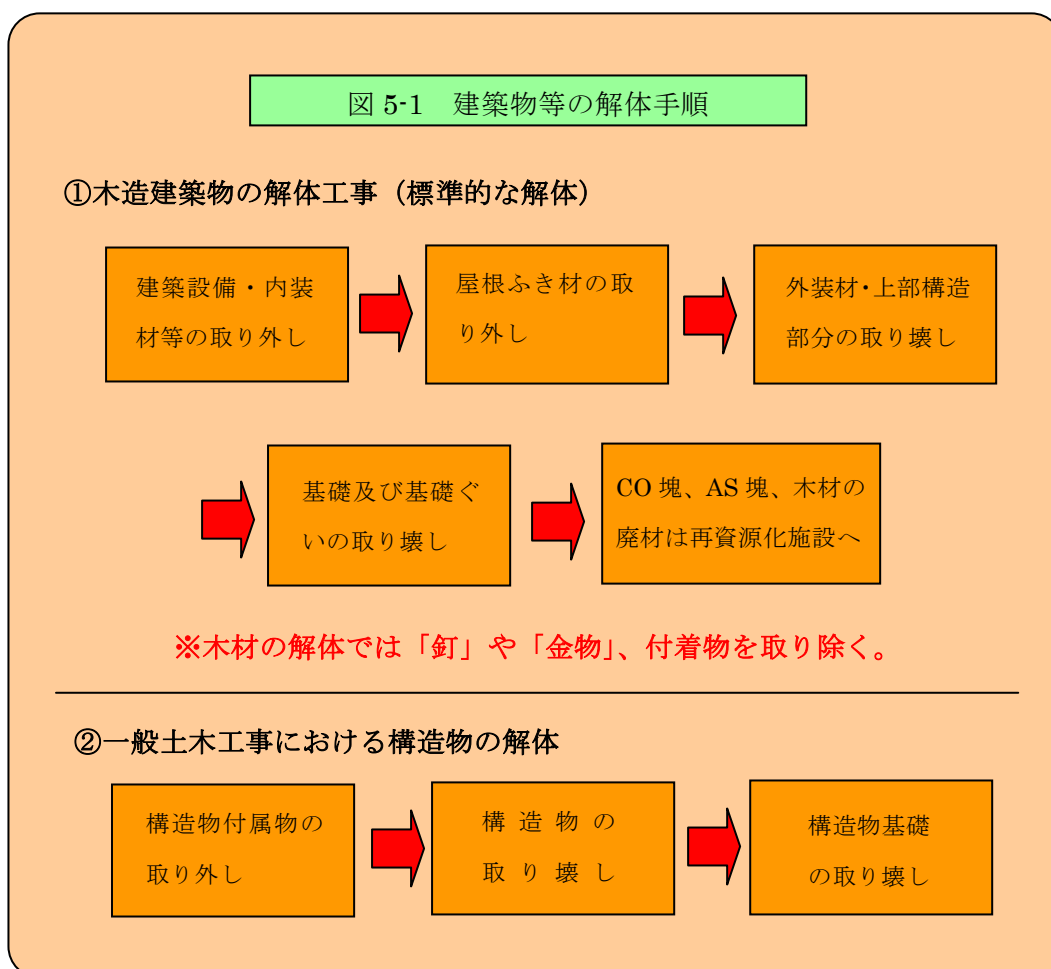 図 5-1　建築物等の解体手順
①木造建築物の解体工事（標準的な解体）
建築設備・内装
材等の取り外し
屋根ふき材の取
り外し
外装材・上部構造
部分の取り壊し
基礎及び基礎ぐ
いの取り壊し
CO 塊、AS 塊、木材の
廃材は再資源化施設へ
※木材の解体では「釘」や「金物」、付着物を取り除く。
②一般土木工事における構造物の解体
構造物付属物の
取り外し
構 造 物 の
取 り 壊 し
構造物基礎
の取り壊し